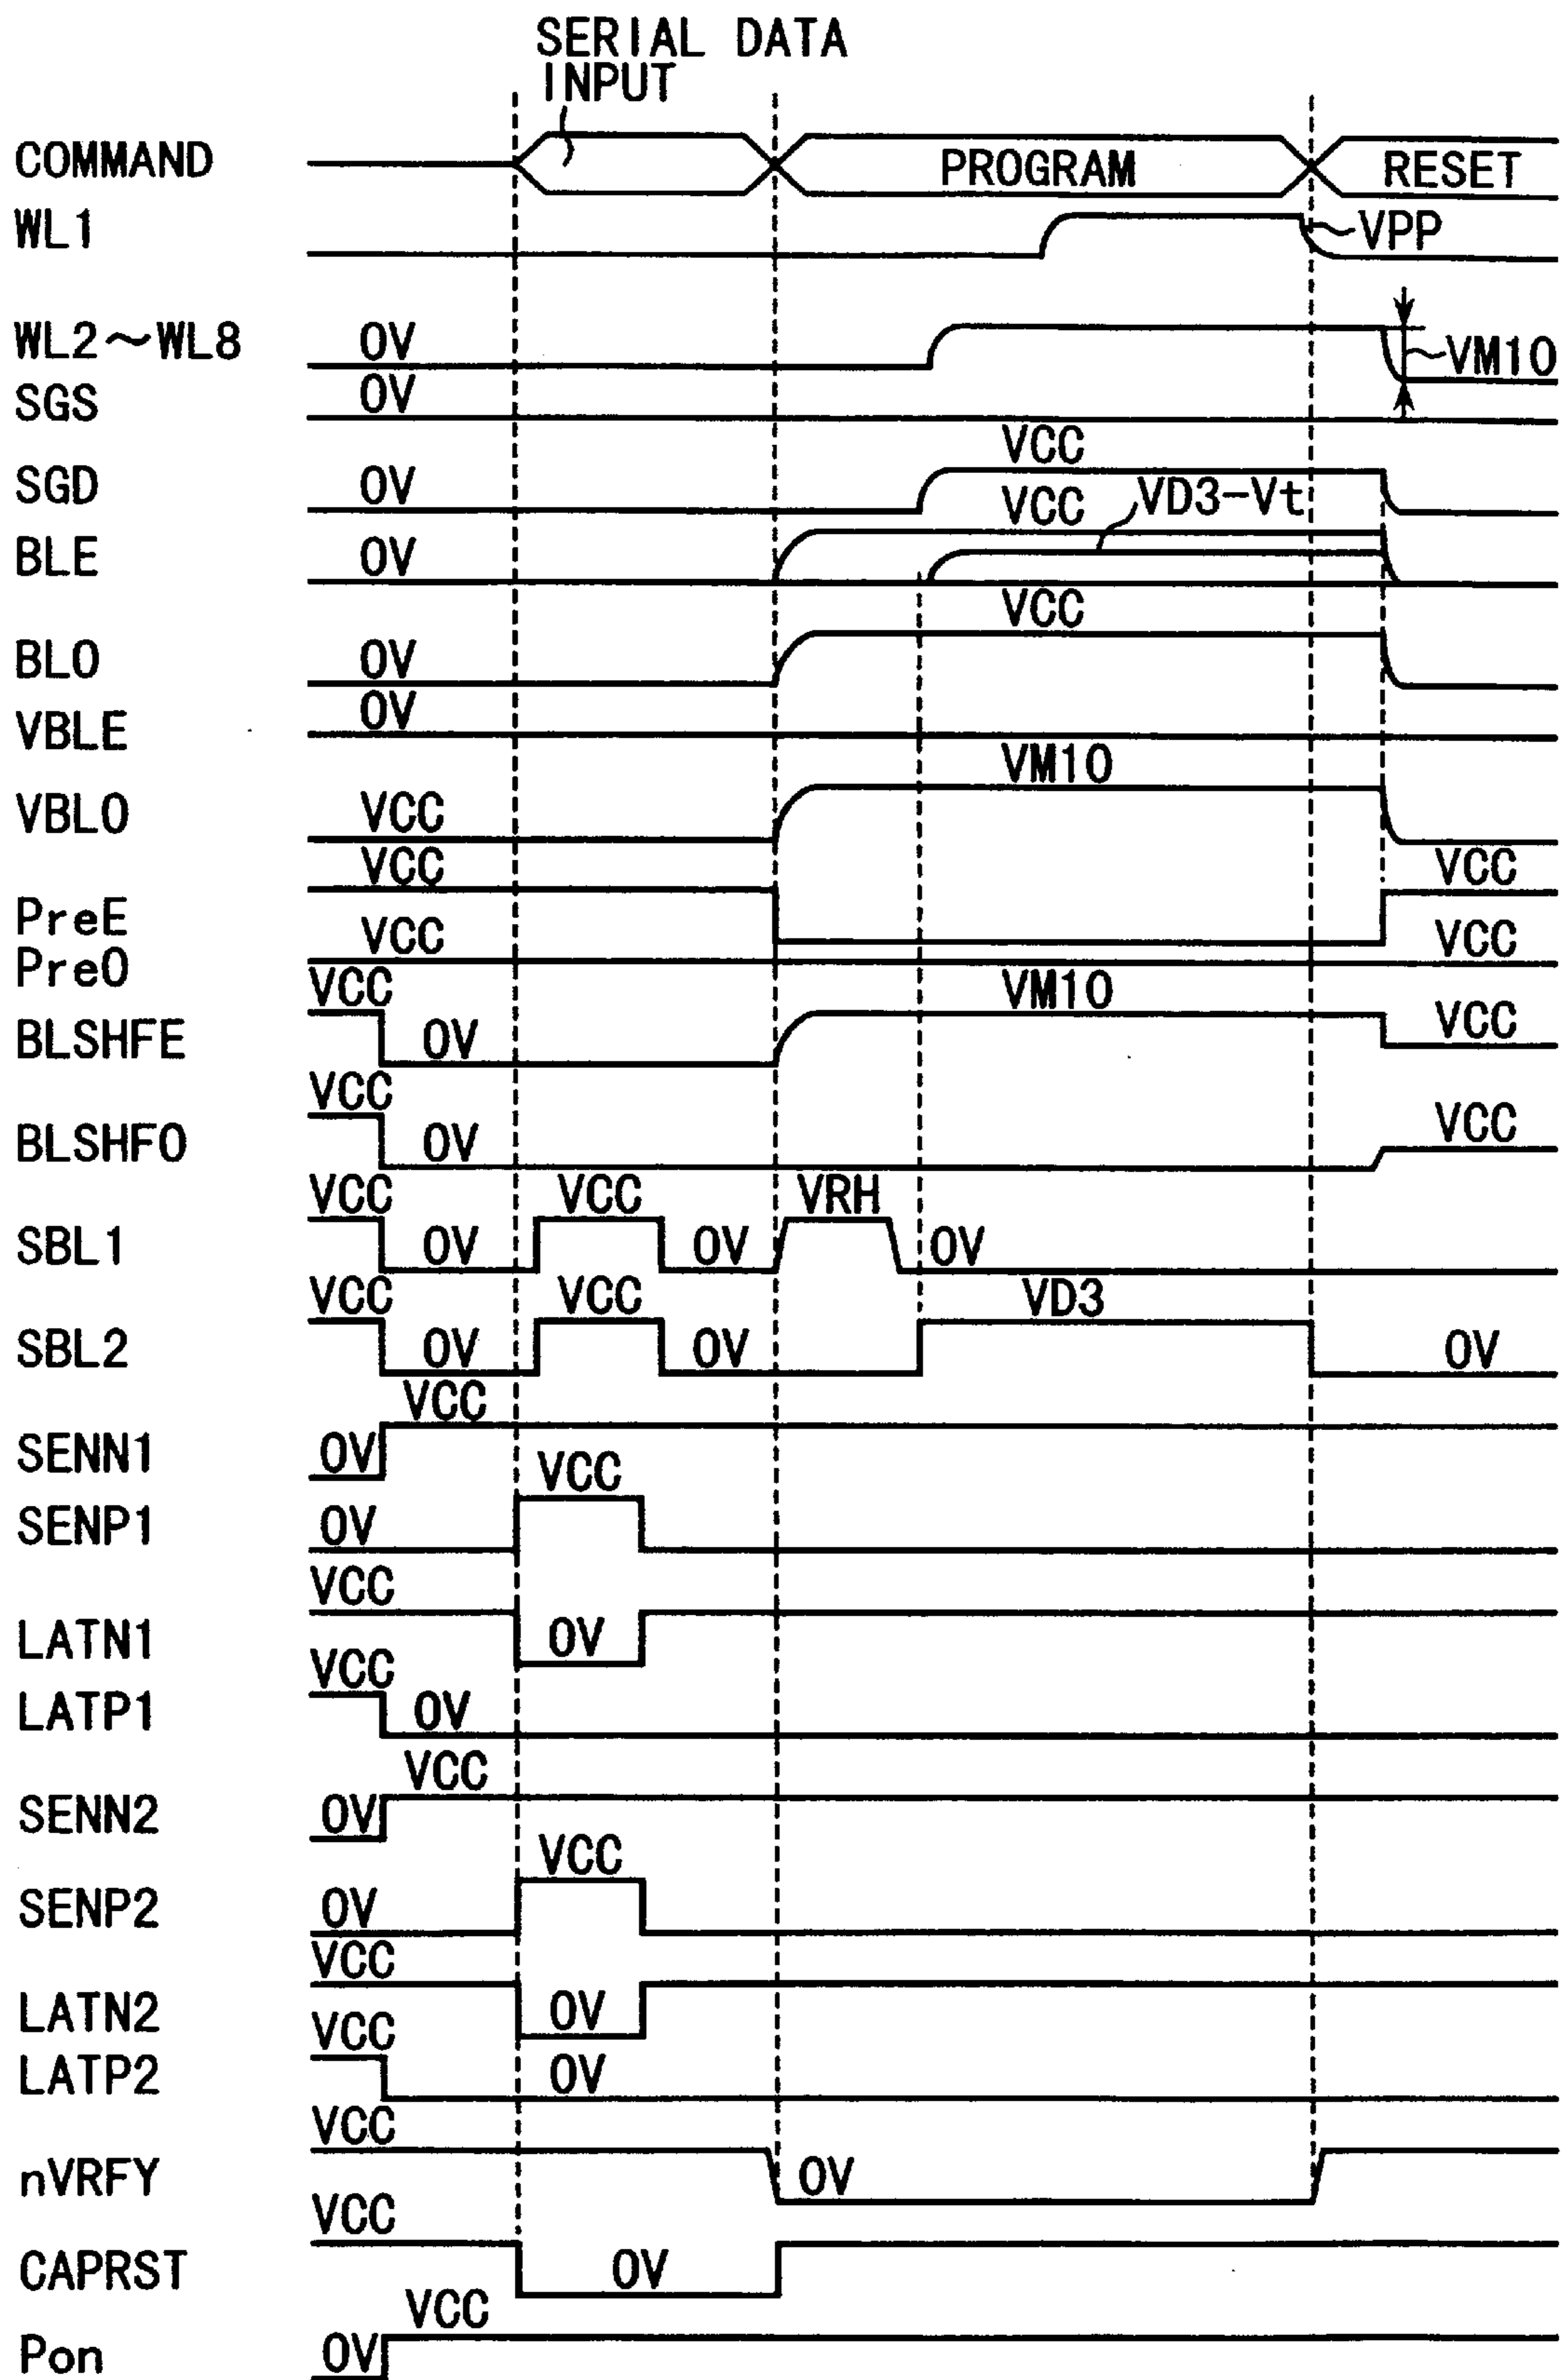 SERIAL DATA
INPUT
COMMAND PROGRAM RESET
WL1 VPP
WL2~WL8 0V VM10
SGS 0V
VCC
SGD 0V
VCC VD3-Vt
BLE 0V
VCC
BLO 0V
VBLE 0V
VM10
VBLO VCC
VCC VCC
PreE
PreO VCC VCC
VCC VM10
BLSHFE 0V VCC
VCC
BLSHFO 0V VCC
VCC VCC VRH
SBL1 0V 0V 0V
VCC VCC VD3
SBL2 0V 0V 0V
VCC
SENN1 0V
VCC
SENP1 0V
VCC
LATN1 0V
VCC
LATP1 0V
VCC
SENN2 0V
VCC
SENP2 0V
VCC
LATN2 0V
VCC
LATP2 0V
VCC
nVRFY 0V
VCC
CAPRST 0V
VCC
Pon 0V